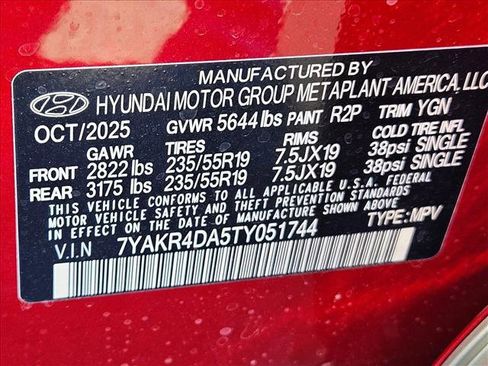 MANUFACTURED BY
HYUNDAI MOTOR GROUP METAPLANT AMERICA, LLC
OCT/2025 GVWR 5644 lbs PAINT R2P TRIM YGN
GAWR TIRES RIMS COLD TIRE INFL
FRONT 2822 lbs 235/55R19 7.5JX19 38psi SINGLE
REAR 3175 lbs 235/55R19 7.5JX19 38psi SINGLE
THIS VEHICLE CONFORMS TO ALL APPLICABLE U.S.A. FEDERAL
MOTOR VEHICLE SAFETY, BUMPER, AND THEFT PREVENTION STANDARDS
IN EFFECT ON THE DATE OF MANUFACTURE SHOWN ABOVE.
V.I.N 7YAKR4DA5TY051744 TYPE: MPV